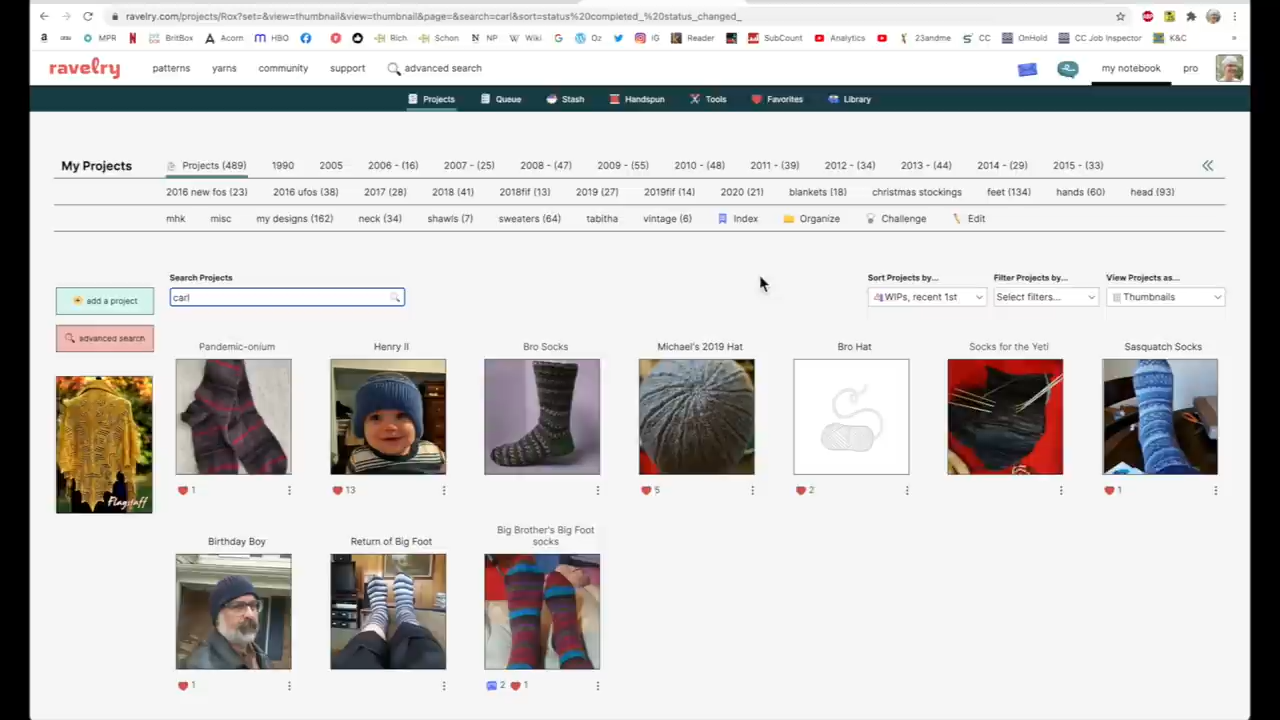 ravelry.com/projects/Rox?set=&view=thumbnail&view=thumbnail&page=&search=carl&sort=status%20completed_%20status_changed_
MPR BritBox Acorn HBO Rich Schon NP Wiki Oz IG Reader SubCount Analytics 23andme CC OnHold CC Job Inspector K&C »
ravelry patterns yarns community support advanced search my notebook pro
Projects Queue Stash Handspun Tools Favorites Library
My Projects Projects (489) 1990 2005 2006 - (16) 2007 - (25) 2008 - (47) 2009 - (55) 2010 - (48) 2011 - (39) 2012 - (34) 2013 - (44) 2014 - (29) 2015 - (33)
2016 new fos (23) 2016 ufos (38) 2017 (28) 2018 (41) 2018fif (13) 2019 (27) 2019fif (14) 2020 (21) blankets (18) christmas stockings feet (134) hands (60) head (93)
mhk misc my designs (162) neck (34) shawls (7) sweaters (64) tabitha vintage (6) Index Organize Challenge Edit
Search Projects Sort Projects by... Filter Projects by... View Projects as...
add a project carl WIPs, recent 1st Select filters... Thumbnails
advanced search
Pandemic-onium Henry II Bro Socks Michael's 2019 Hat Bro Hat Socks for the Yeti Sasquatch Socks
Flagstaff
1 13 5 2 1
Birthday Boy Return of Big Foot Big Brother's Big Foot
socks
1 2 1